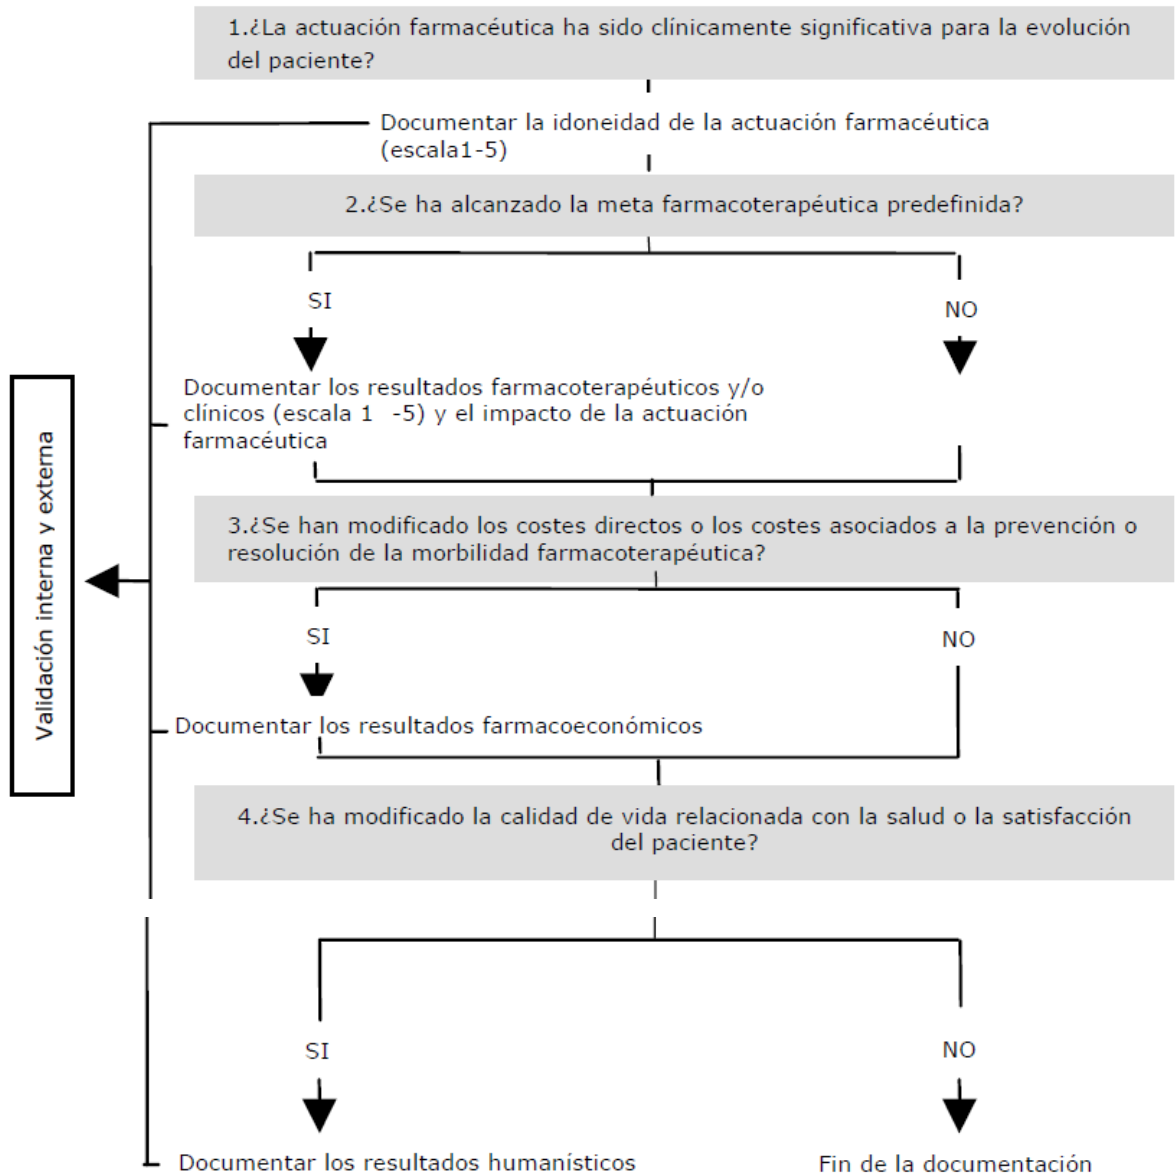 1.¿La actuación farmacéutica ha sido clínicamente significativa para la evolución
del paciente?
Documentar la idoneidad de la actuación farmacéutica
(escala1-5)
2.¿Se ha alcanzado la meta farmacoterapéutica predefinida?
SI
NO
Documentar los resultados farmacoterapéuticos y/o
clínicos (escala 1 -5) y el impacto de la actuación
farmacéutica
Validación interna y externa
3.¿Se han modificado los costes directos o los costes asociados a la prevención o
resolución de la morbilidad farmacoterapéutica?
SI
NO
Documentar los resultados farmacoeconómicos
4.¿Se ha modificado la calidad de vida relacionada con la salud o la satisfacción
del paciente?
SI
NO
Documentar los resultados humanísticos
Fin de la documentación